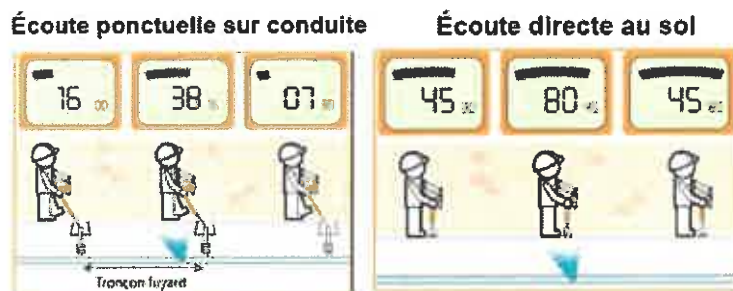 Écoute ponctuelle sur conduite
Écoute directe au sol
16 38 07
45 80 45
Tronçon fuyard